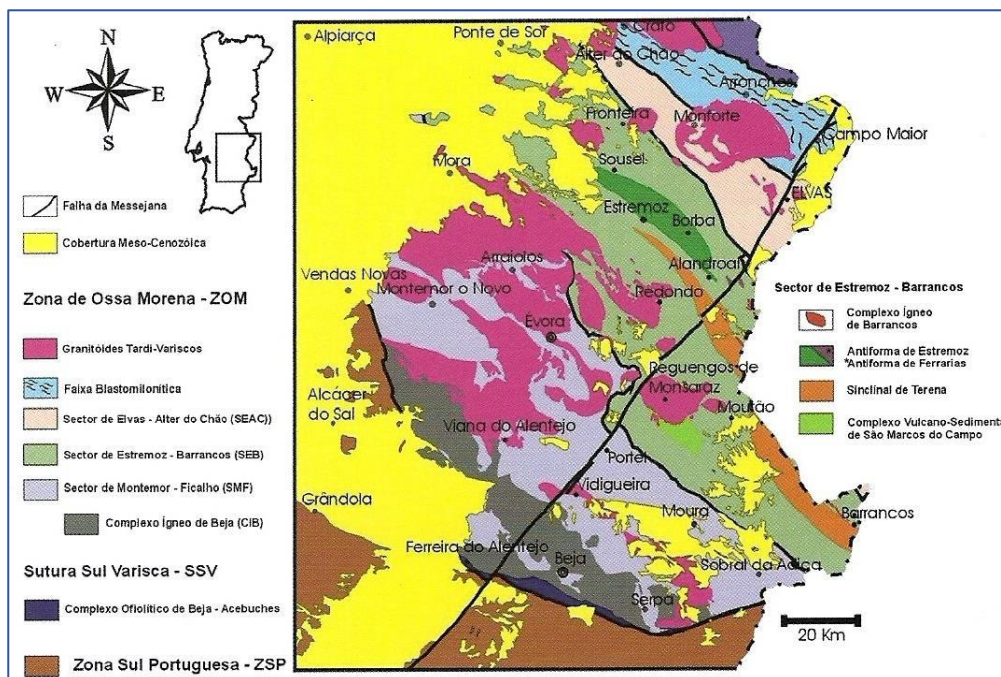 N
W
E
S
Falha da Messejana
Cobertura Meso-Cenozóica
Zona de Ossa Morena - ZOM
Granitóides Tardi-Variscos
Faixa Blastomilonítica
Sector de Elvas - Alter do Chão (SEAC))
Sector de Estremoz - Barrancos (SEB)
Sector de Montemor - Ficalho (SMF)
Complexo Ígneo de Beja (CIB)
Sutura Sul Varisca - SSV
Complexo Ofiolítico de Beja - Acebuches
Zona Sul Portuguesa - ZSP
Alpiarça
Ponte de Sor
Crato
Alter do Chão
Arronches
Fronteira
Monforte
Campo Maior
Mora
Sousel
ELVAS
Estremoz
Borba
Arraiolos
Alandroal
Vendas Novas
Montemor o Novo
Redondo
Évora
Reguengos de
Monsaraz
Alcácer
do Sal
Mourão
Viana do Alentejo
Portel
Vidigueira
Grândola
Moura
Barrancos
Ferreira do Alentejo
Beja
Sobral da Adiça
Serpa
20 Km
Sector de Estremoz - Barrancos
Complexo Ígneo
de Barrancos
Antiforma de Estremoz
*Antiforma de Ferrarias
Sinclinal de Terena
Complexo Vulcano-Sedimenta
de São Marcos do Campo